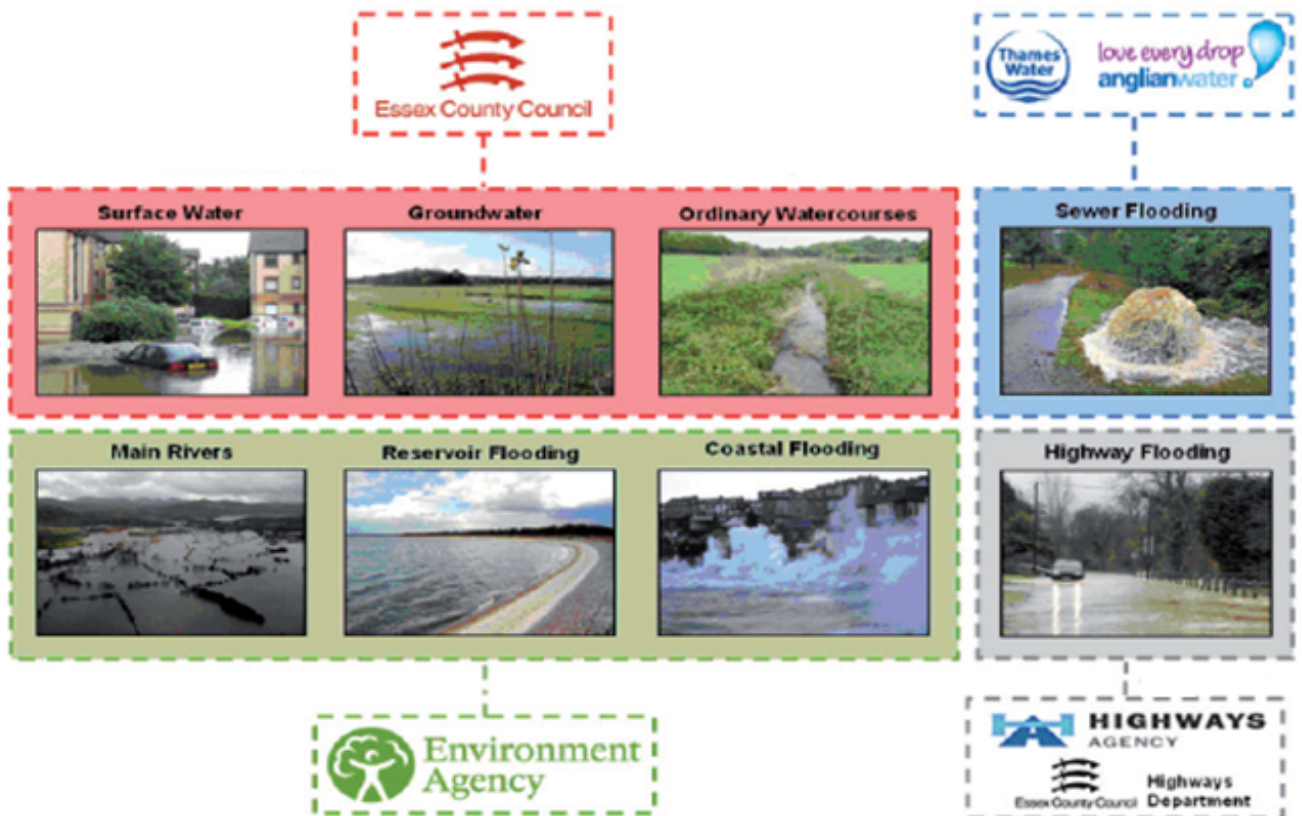 Essex County Council
Thames
Water
love every drop
anglianwater
Surface Water
Groundwater
Ordinary Watercourses
Sewer Flooding
Main Rivers
Reservoir Flooding
Coastal Flooding
Highway Flooding
Environment
Agency
HIGHWAYS
AGENCY
Essex County Council
Highways
Department